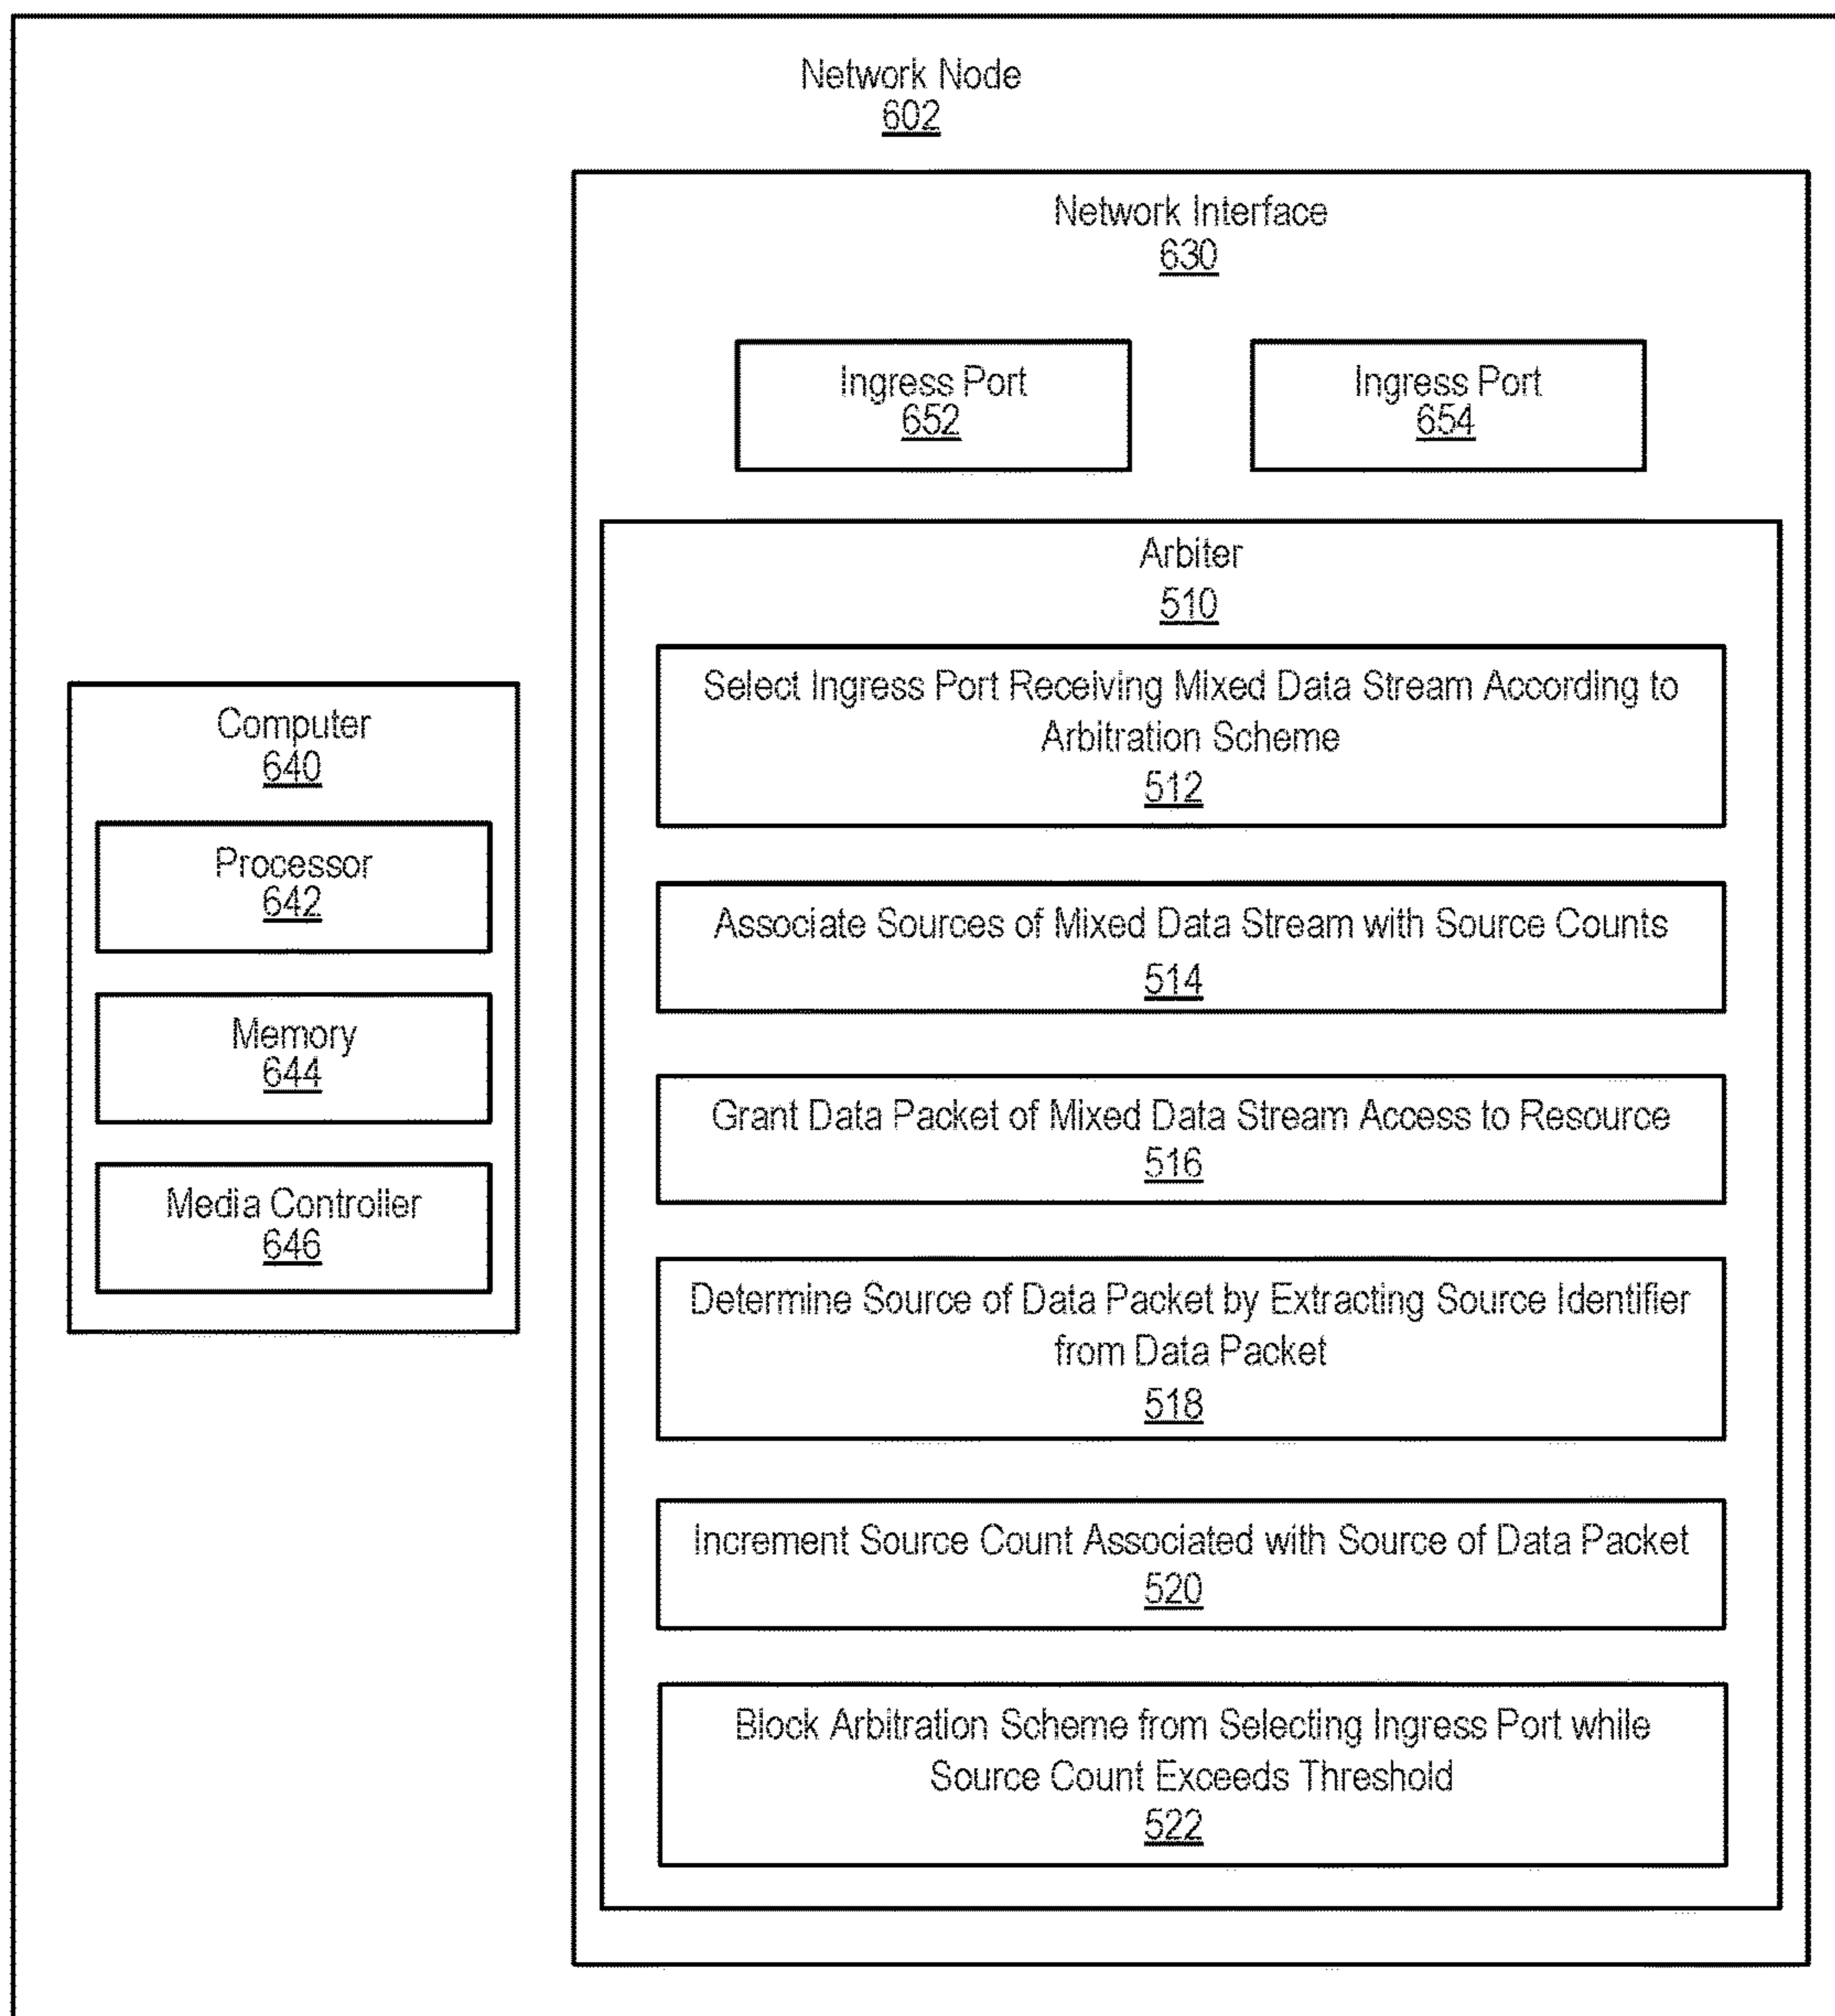 Network Node
602
Network Interface
630
Ingress Port
652
Ingress Port
654
Arbiter
510
Select Ingress Port Receiving Mixed Data Stream According to
Arbitration Scheme
512
Associate Sources of Mixed Data Stream with Source Counts
514
Grant Data Packet of Mixed Data Stream Access to Resource
516
Determine Source of Data Packet by Extracting Source Identifier
from Data Packet
518
Increment Source Count Associated with Source of Data Packet
520
Block Arbitration Scheme from Selecting Ingress Port while
Source Count Exceeds Threshold
522
Computer
640
Processor
642
Memory
644
Media Controller
646